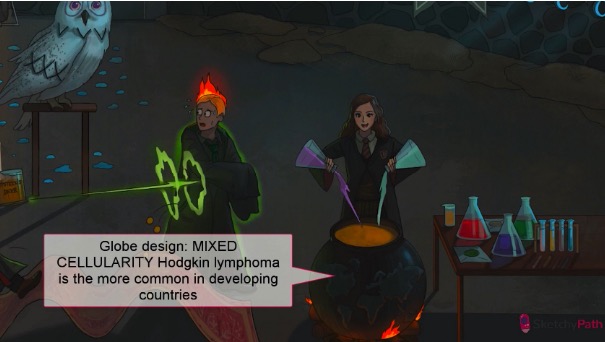 Globe design: MIXED
CELLULARITY Hodgkin lymphoma
is the more common in developing
countries
SketchyPath